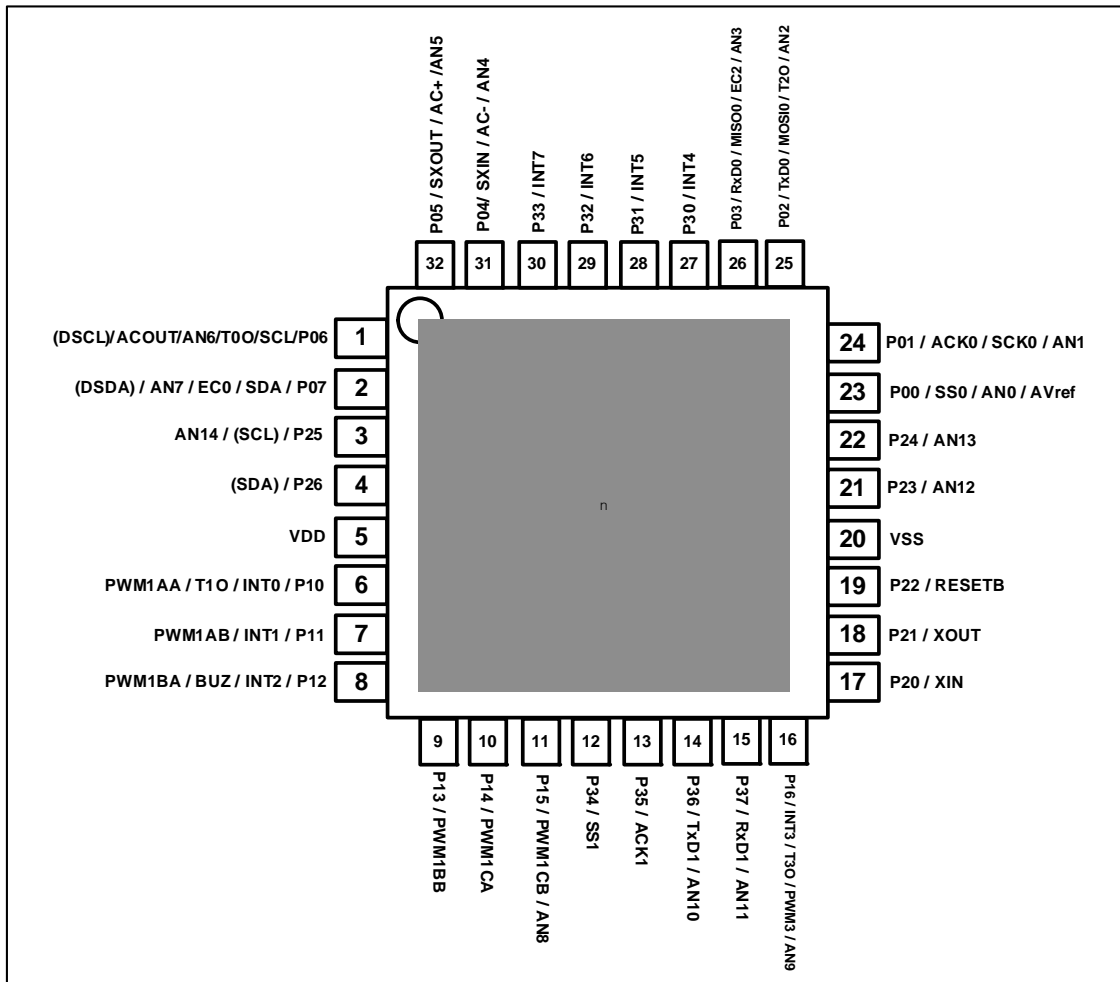 P05 / SXOUT / AC+ /AN5
P04/ SXIN / AC- / AN4
P33 / INT7
P32 / INT6
P31 / INT5
P30 / INT4
P03 / RxD0 / MISO0 / EC2 / AN3
P02 / TxD0 / MOSI0 / T2O / AN2
32
31
30
29
28
27
26
25
(DSCL)/ACOUT/AN6/T0O/SCL/P06
1
(DSDA) / AN7 / EC0 / SDA / P07
2
AN14 / (SCL) / P25
3
(SDA) / P26
4
VDD
5
PWM1AA / T1O / INT0 / P10
6
PWM1AB / INT1 / P11
7
PWM1BA / BUZ / INT2 / P12
8
n
24
P01 / ACK0 / SCK0 / AN1
23
P00 / SS0 / AN0 / AVref
22
P24 / AN13
21
P23 / AN12
20
VSS
19
P22 / RESETB
18
P21 / XOUT
17
P20 / XIN
9
10
11
12
13
14
15
16
P13 / PWM1BB
P14 / PWM1CA
P15 / PWM1CB / AN8
P34 / SS1
P35 / ACK1
P36 / TxD1 / AN10
P37 / RxD1 / AN11
P16 / INT3 / T3O / PWM3 / AN9